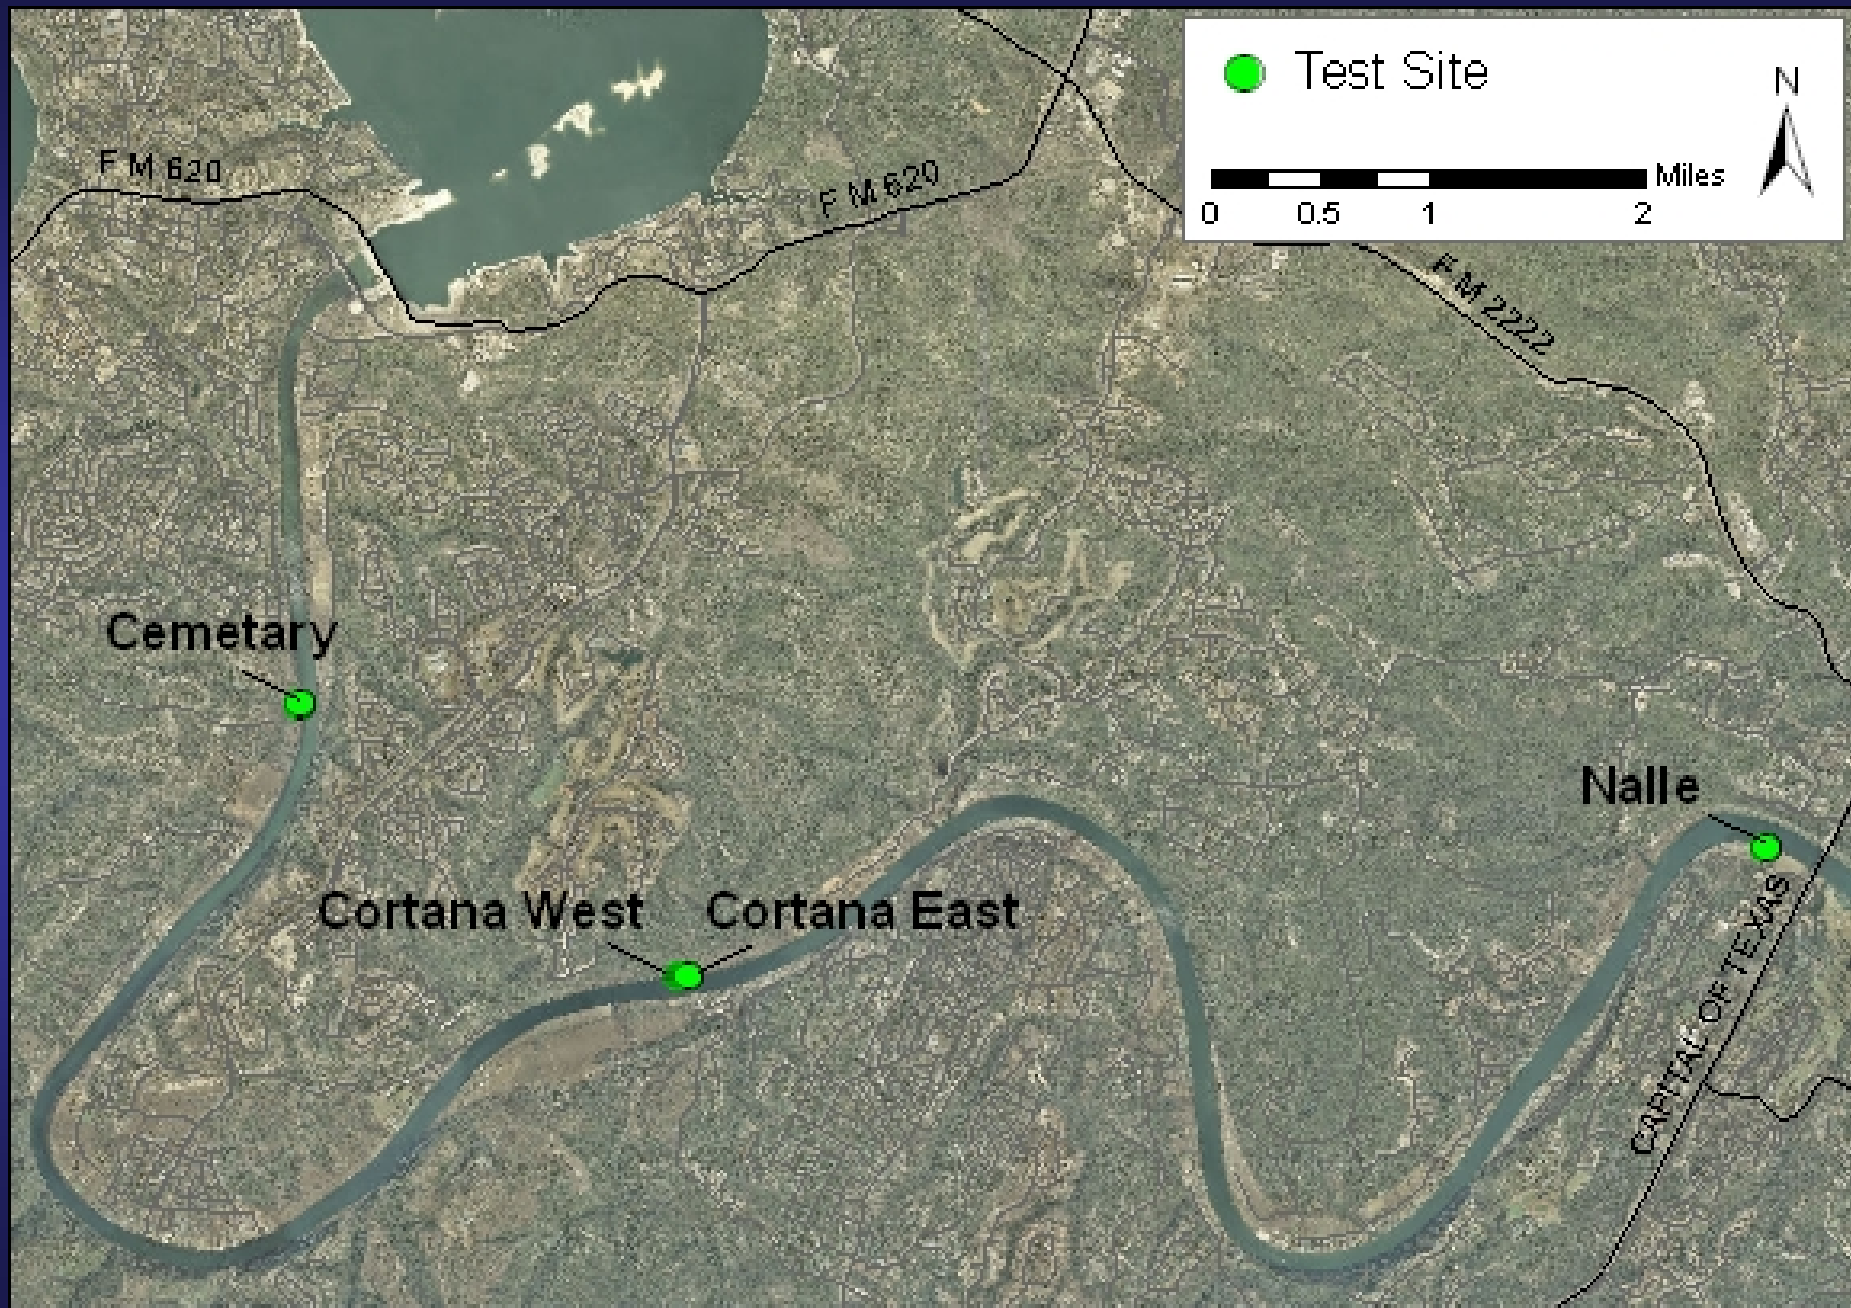 Test Site
N
Miles
0 0.5 1 2
F M 620
F M 620
F M 2222
Cemetary
Nalle
Cortana West
Cortana East
CAPITAL OF TEXAS